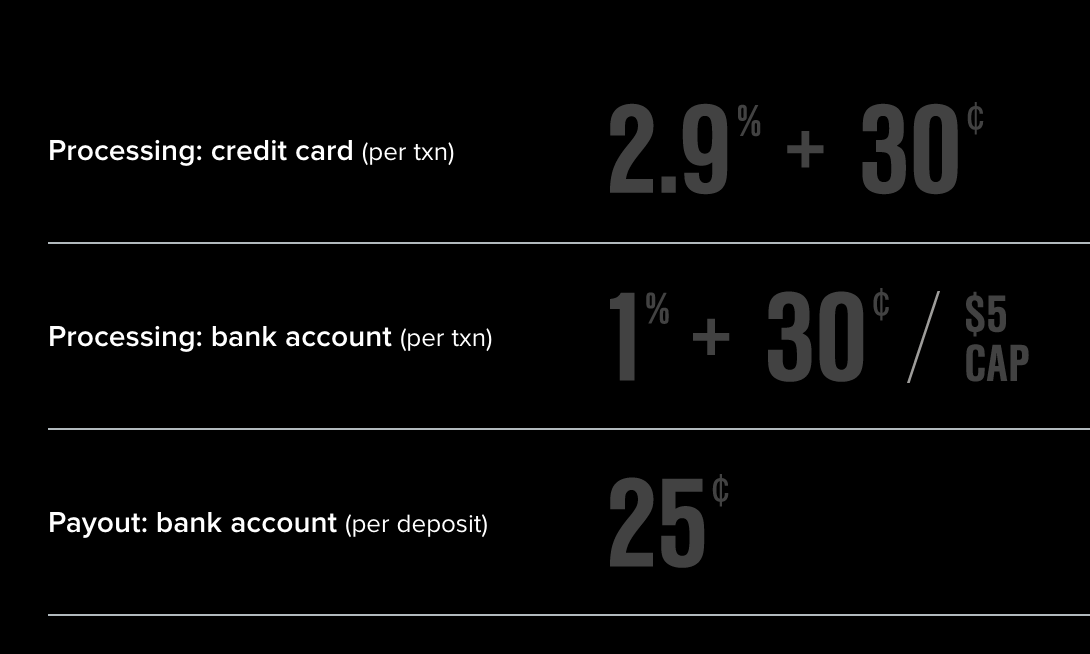 Processing: credit card (per txn) 2.9% + 30¢
Processing: bank account (per txn) 1% + 30¢ / $5 CAP
Payout: bank account (per deposit) 25¢